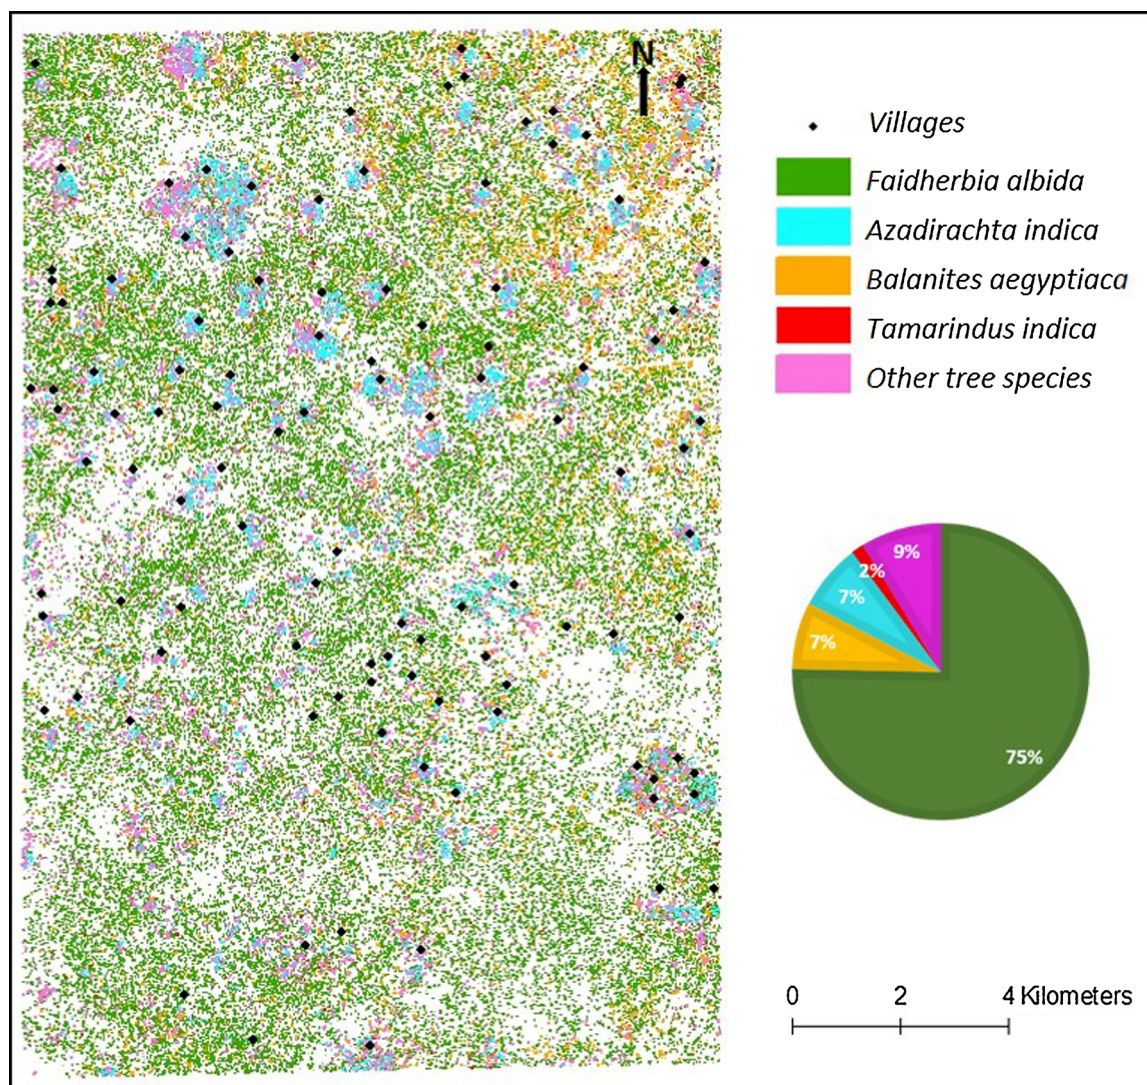 N
Villages
Faidherbia albida
Azadirachta indica
Balanites aegyptiaca
Tamarindus indica
Other tree species
9%
2%
7%
7%
75%
0 2 4 Kilometers